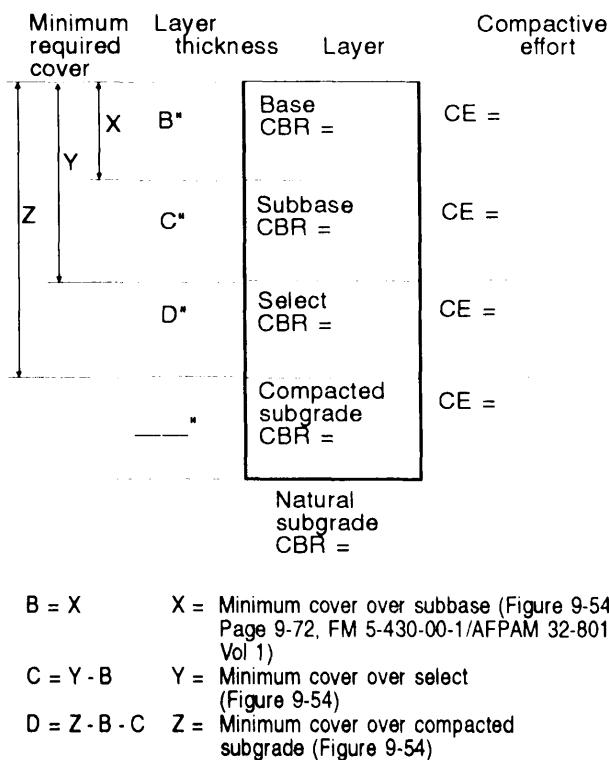 Minimum required cover
Layer thickness
Layer
Compactive effort
X
B"
Base
CBR =
CE =
Y
Z
C"
Subbase
CBR =
CE =
D"
Select
CBR =
CE =
Compacted
subgrade
CBR =
CE =
____"
Natural
subgrade
CBR =
B = X X = Minimum cover over subbase (Figure 9-54
Page 9-72, FM 5-430-00-1/AFPAM 32-801
Vol 1)
C = Y - B Y = Minimum cover over select
(Figure 9-54)
D = Z - B - C Z = Minimum cover over compacted
subgrade (Figure 9-54)